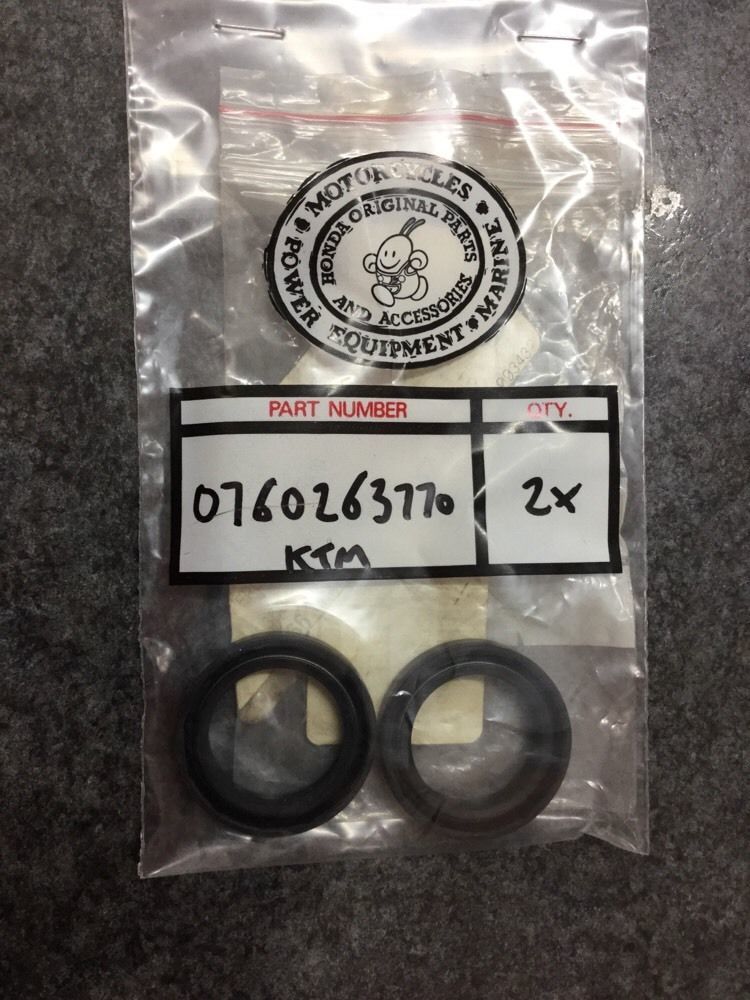 MOTORCYCLES
POWER EQUIPMENT MARINE
HONDA ORIGINAL PARTS
AND ACCESSORIES
PART NUMBER QTY.
0760263770 2x
KTM